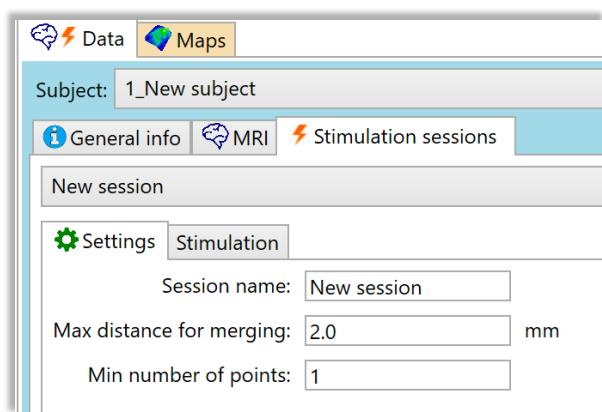 Data Maps
Subject: 1_New subject
General info MRI Stimulation sessions
New session
Settings Stimulation
Session name: New session
Max distance for merging: 2.0 mm
Min number of points: 1